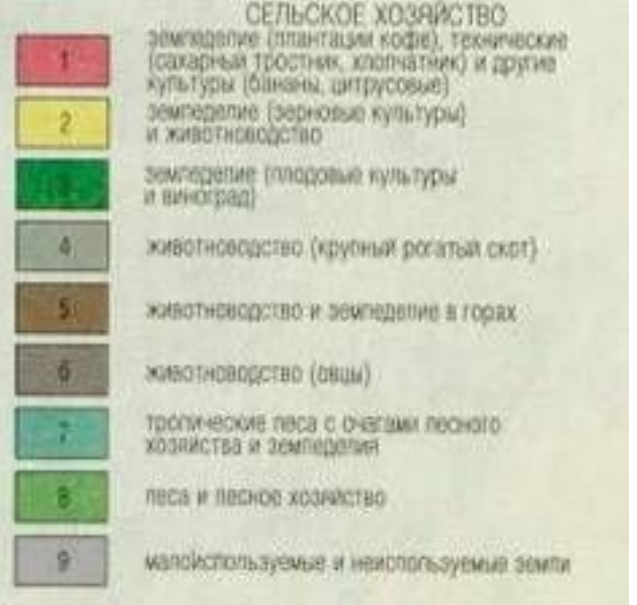 СЕЛЬСКОЕ ХОЗЯЙСТВО
1 земледелие (плантации кофе), технические
(сахарный тростник, хлопчатник) и другие
культуры (бананы, цитрусовые)
2 земледелие (зерновые культуры)
и животноводство
3 земледелие (плодовые культуры
и виноград)
4 животноводство (крупный рогатый скот)
5 животноводство и земледелие в горах
6 животноводство (овцы)
7 тропические леса с очагами лесного
хозяйства и земледелия
8 леса и лесное хозяйство
9 малоиспользуемые и неиспользуемые земли